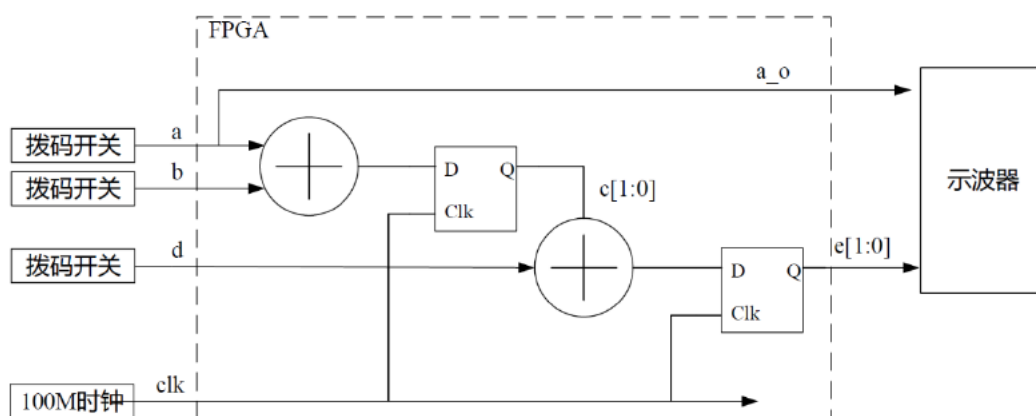 FPGA
a_o
拨码开关
a
拨码开关
b
D
Q
Clk
c[1:0]
示波器
拨码开关
d
D
Q
Clk
e[1:0]
100M时钟
clk